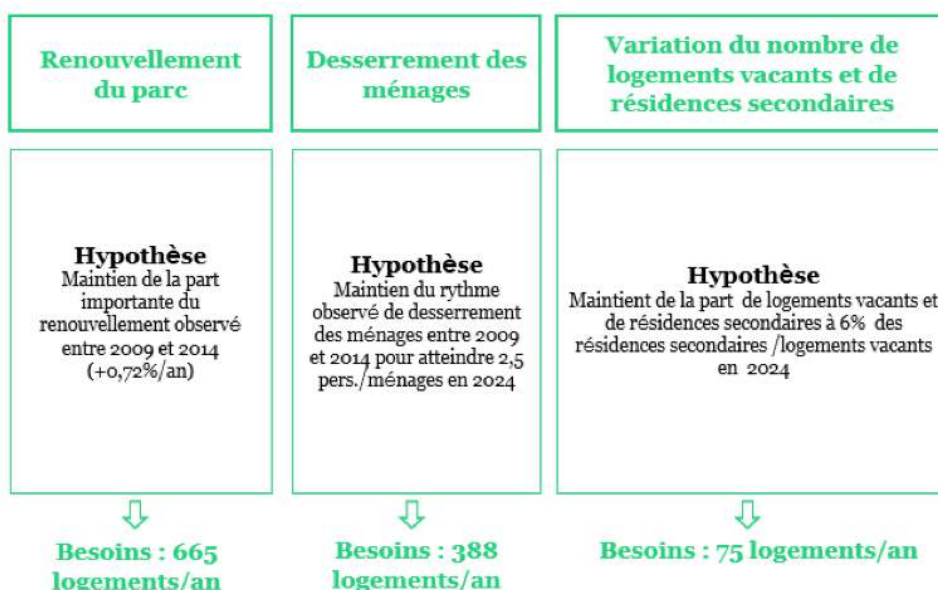 Renouvellement
du parc
Desserrement des
ménages
Variation du nombre de
logements vacants et de
résidences secondaires
Hypothèse
Maintien de la part
importante du
renouvellement observé
entre 2009 et 2014
(+0,72%/an)
Hypothèse
Maintien du rythme
observé de desserrement
des ménages entre 2009
et 2014 pour atteindre 2,5
pers./ménages en 2024
Hypothèse
Maintient de la part de logements vacants et
de résidences secondaires à 6% des
résidences secondaires /logements vacants
en 2024
Besoins : 665
logements/an
Besoins : 388
logements/an
Besoins : 75 logements/an